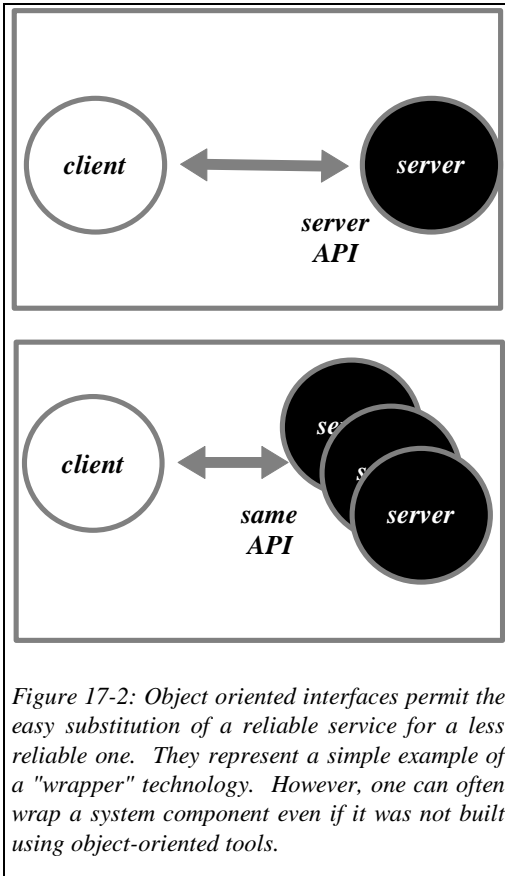 client
server
server
API
client
se
s
server
same
API
Figure 17-2: Object oriented interfaces permit the
easy substitution of a reliable service for a less
reliable one. They represent a simple example of
a "wrapper" technology. However, one can often
wrap a system component even if it was not built
using object-oriented tools.